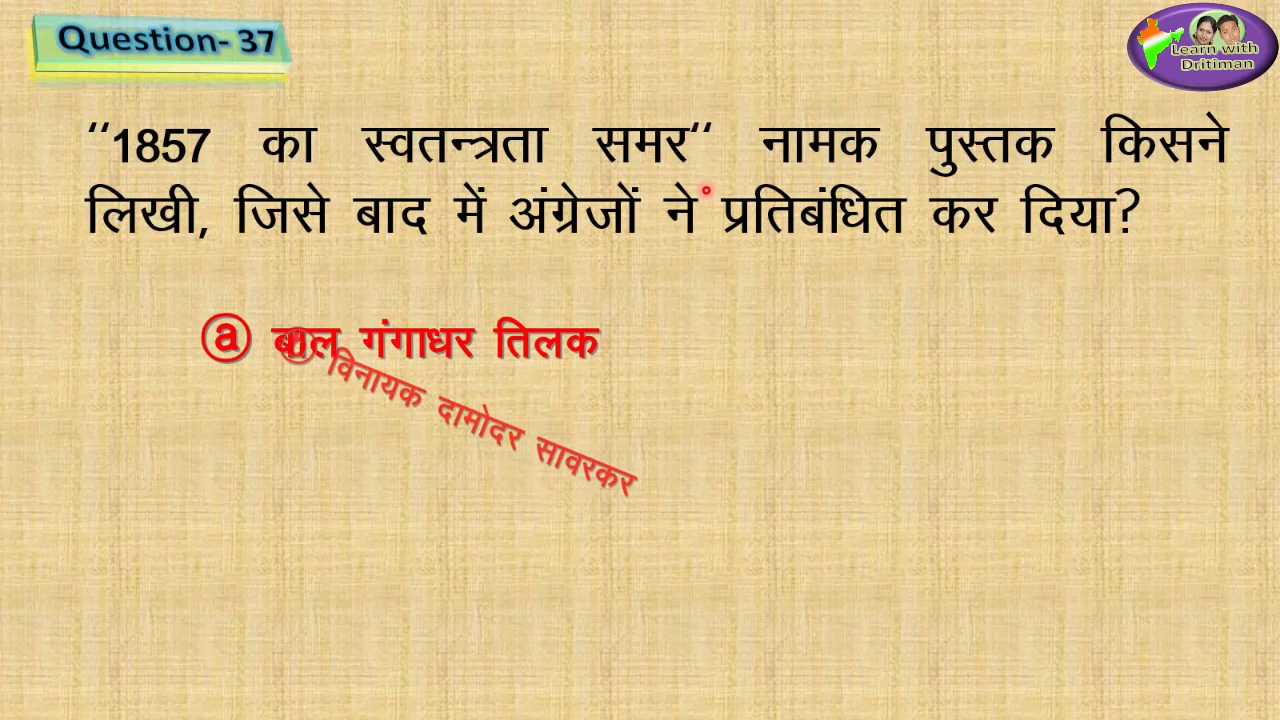 Question- 37
Learn with
Dritiman
“1857 का स्वतन्त्रता समर“ नामक पुस्तक किसने
लिखी, जिसे बाद में अंग्रेजों ने प्रतिबंधित कर दिया?
ⓐ बाल गंगाधर तिलक
विनायक दामोदर सावरकर